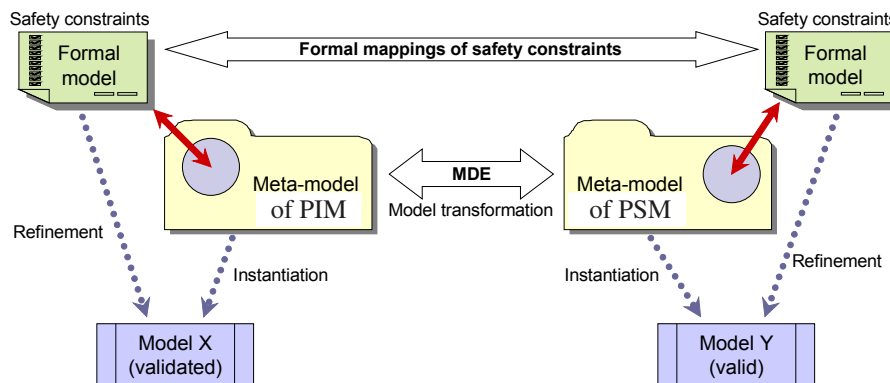 Safety constraints
Safety constraints
Formal
model
Formal mappings of safety constraints
Formal
model
Meta-model
of PIM
MDE
Model transformation
Meta-model
of PSM
Refinement
Instantiation
Instantiation
Refinement
Model X
(validated)
Model Y
(valid)